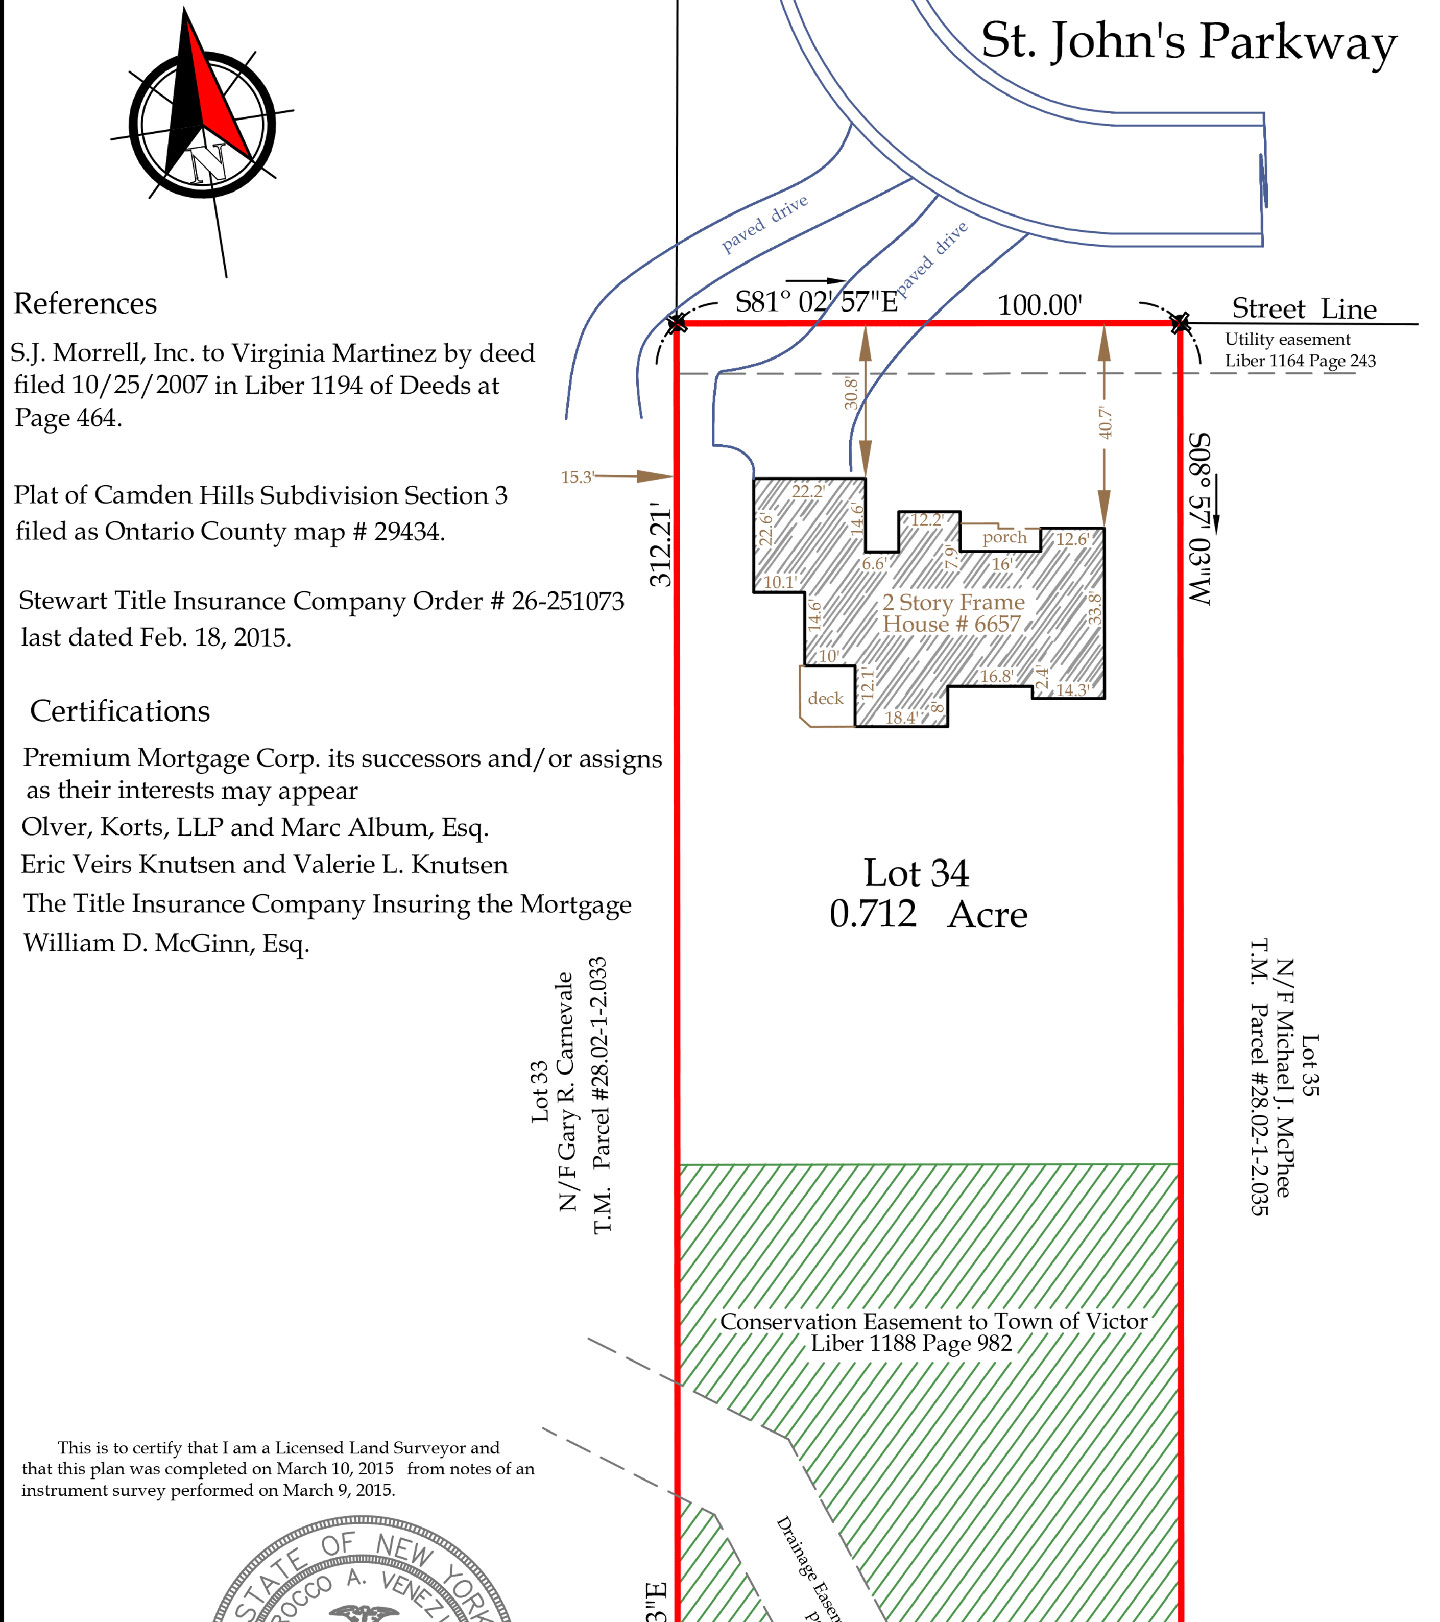 St. John's Parkway
N
paved drive
paved drive
S81° 02' 57"E
100.00'
Street Line
Utility easement
Liber 1164 Page 243
References
S.J. Morrell, Inc. to Virginia Martinez by deed
filed 10/25/2007 in Liber 1194 of Deeds at
Page 464.
Plat of Camden Hills Subdivision Section 3
filed as Ontario County map # 29434.
Stewart Title Insurance Company Order # 26-251073
last dated Feb. 18, 2015.
Certifications
Premium Mortgage Corp. its successors and/or assigns
as their interests may appear
Olver, Korts, LLP and Marc Album, Esq.
Eric Veirs Knutsen and Valerie L. Knutsen
The Title Insurance Company Insuring the Mortgage
William D. McGinn, Esq.
30.8'
40.7'
15.3'
312.21'
S08° 57' 03"W
22.2'
22.6'
14.6'
12.2'
porch
12.6'
6.6'
7.9'
16'
10.1'
14.6'
2 Story Frame
House # 6657
33.8'
10'
12.1'
16.8'
2.4'
14.3'
deck
18.4'
8'
Lot 34
0.712 Acre
Lot 33
N/F Gary R. Carnevale
T.M. Parcel #28.02-1-2.033
Lot 35
N/F Michael J. McPhee
T.M. Parcel #28.02-1-2.035
Conservation Easement to Town of Victor
Liber 1188 Page 982
This is to certify that I am a Licensed Land Surveyor and
that this plan was completed on March 10, 2015 from notes of an
instrument survey performed on March 9, 2015.
STATE OF NEW YORK
ROCCO A. VENEZI
Drainage Easem
3"E